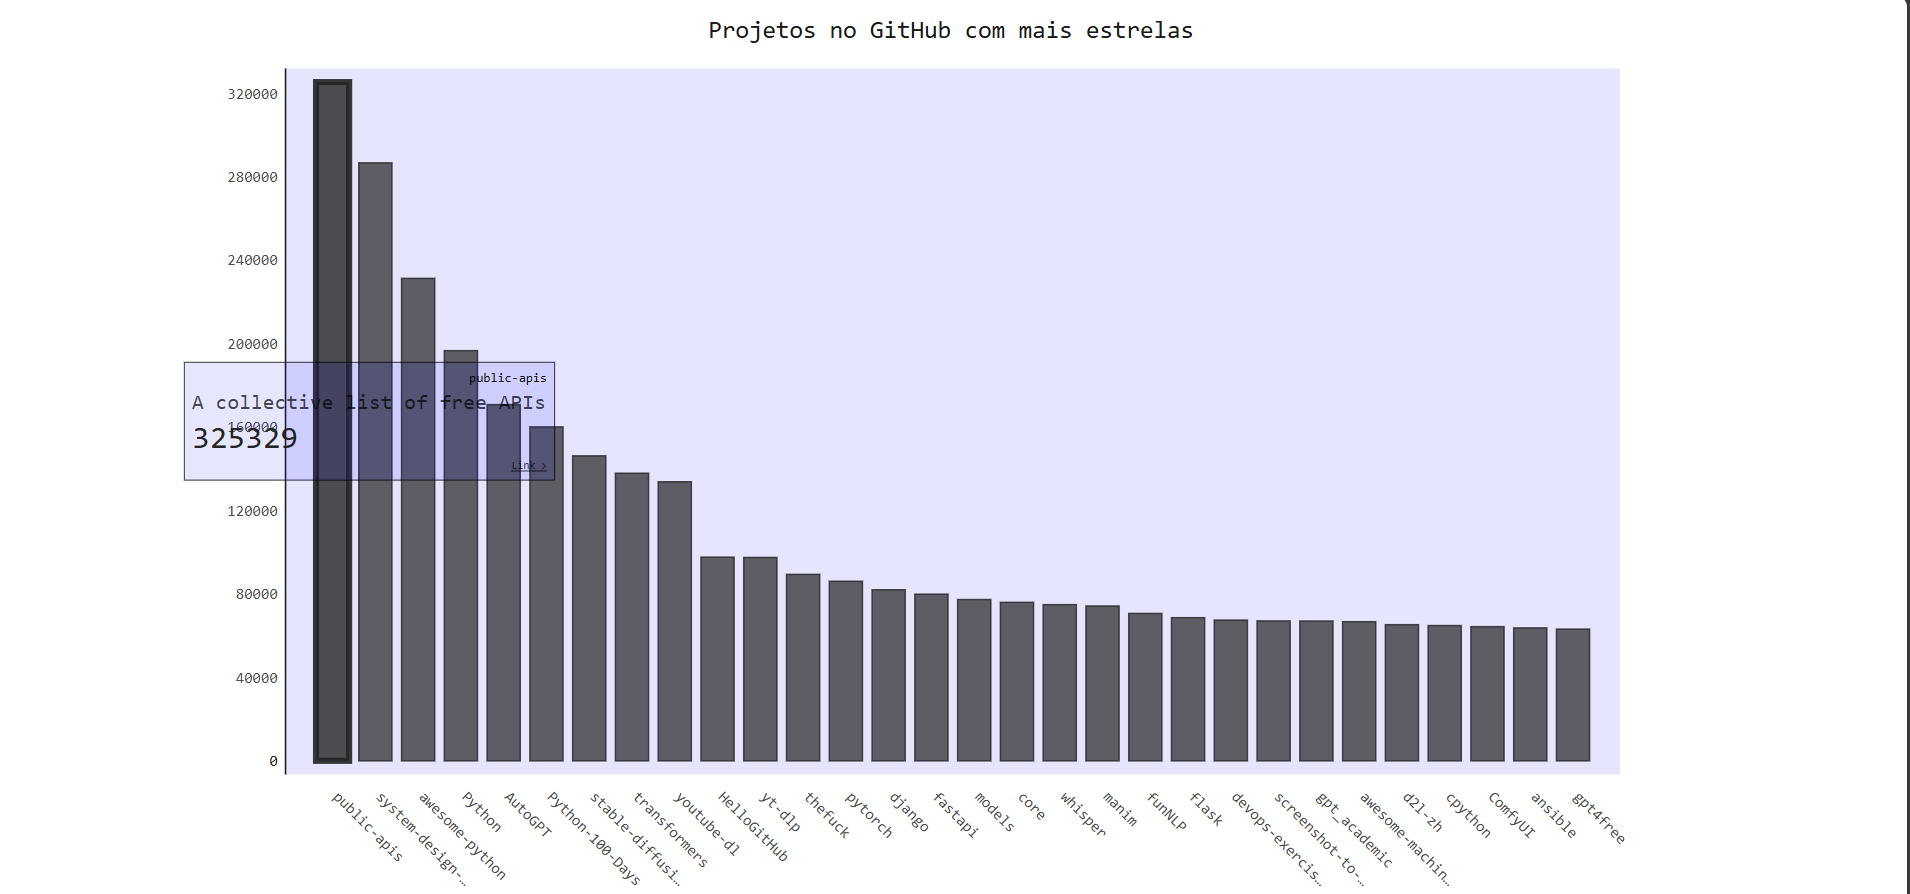 Projetos no GitHub com mais estrelas
320000
280000
240000
200000
160000
120000
80000
40000
0
public-apis
A collective list of free APIs
325329
Link >
public-apis
system-design-…
awesome-python
Python
AutoGPT
Python-100-Days
stable-diffusi…
transformers
youtube-dl
HelloGitHub
yt-dlp
thefuck
pytorch
django
fastapi
models
core
whisper
manim
funNLP
flask
devops-exercis…
screenshot-to-…
gpt_academic
awesome-machin…
d2l-zh
cpython
ComfyUI
ansible
gpt4free